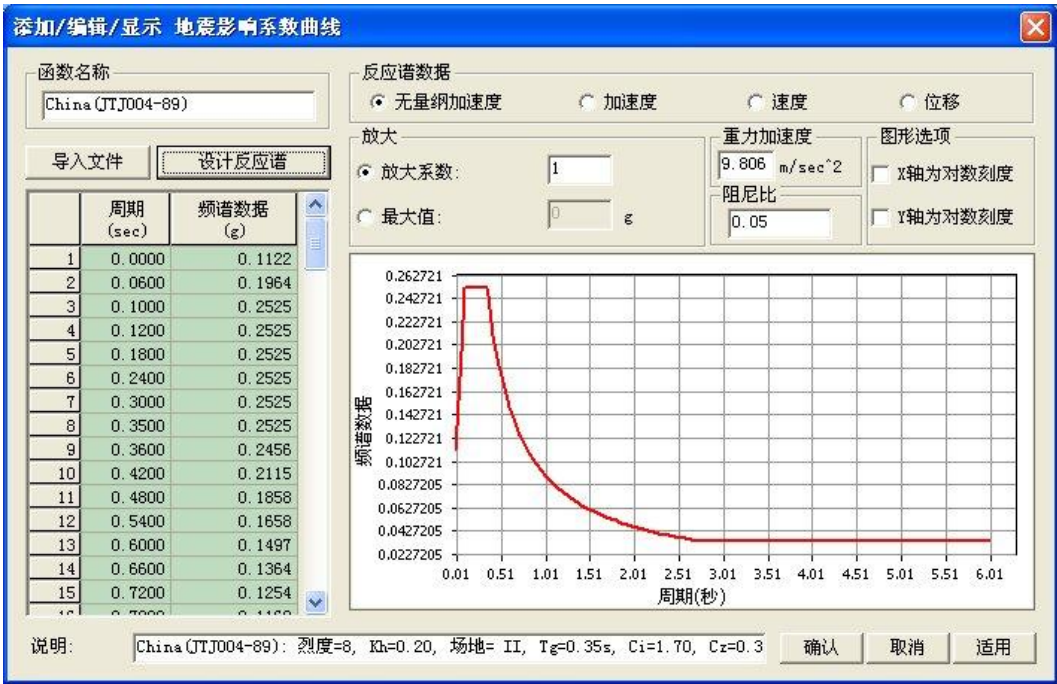 添加/编辑/显示 地震影响系数曲线
函数名称
China(JTJ004-89)
导入文件 设计反应谱
反应谱数据
无量纲加速度 加速度 速度 位移
放大
放大系数: 1
最大值: 0 g
重力加速度
9.806 m/sec^2
阻尼比
0.05
图形选项
X轴为对数刻度
Y轴为对数刻度
周期 (sec) 频谱数据 (g)
1 0.0000 0.1122
2 0.0600 0.1964
3 0.1000 0.2525
4 0.1200 0.2525
5 0.1800 0.2525
6 0.2400 0.2525
7 0.3000 0.2525
8 0.3500 0.2525
9 0.3600 0.2456
10 0.4200 0.2115
11 0.4800 0.1858
12 0.5400 0.1658
13 0.6000 0.1497
14 0.6600 0.1364
15 0.7200 0.1254
0.262721
0.242721
0.222721
0.202721
0.182721
0.162721
0.142721
0.122721
0.102721
0.0827205
0.0627205
0.0427205
0.0227205
频谱数据
0.01 0.51 1.01 1.51 2.01 2.51 3.01 3.51 4.01 4.51 5.01 5.51 6.01
周期(秒)
说明: China(JTJ004-89): 烈度=8, Kh=0.20, 场地= II, Tg=0.35s, Ci=1.70, Cz=0.3
确认 取消 适用